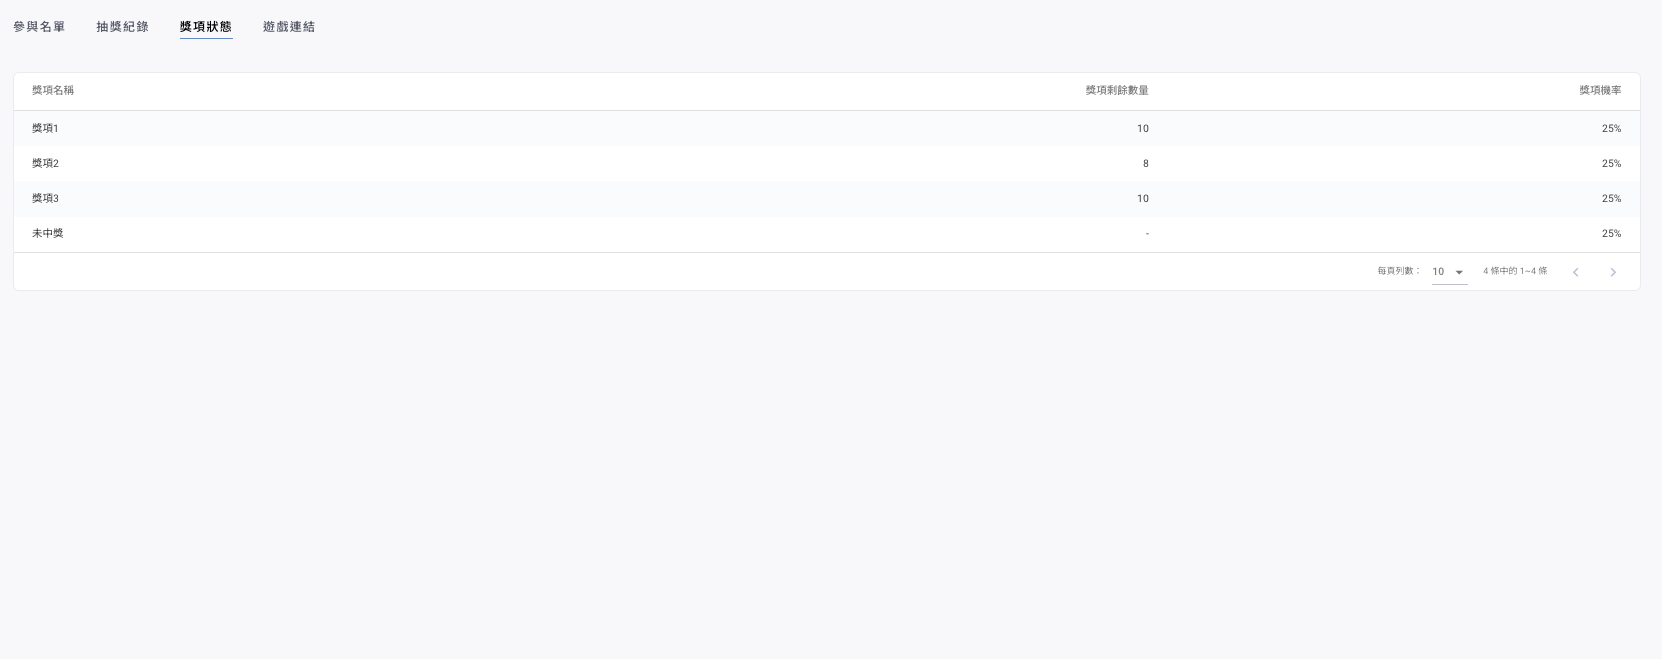 參與名單 抽獎紀錄 獎項狀態 遊戲連結
獎項名稱 獎項剩餘數量 獎項機率
獎項1 10 25%
獎項2 8 25%
獎項3 10 25%
未中獎 - 25%
每頁列數： 10 4 條中的 1~4 條